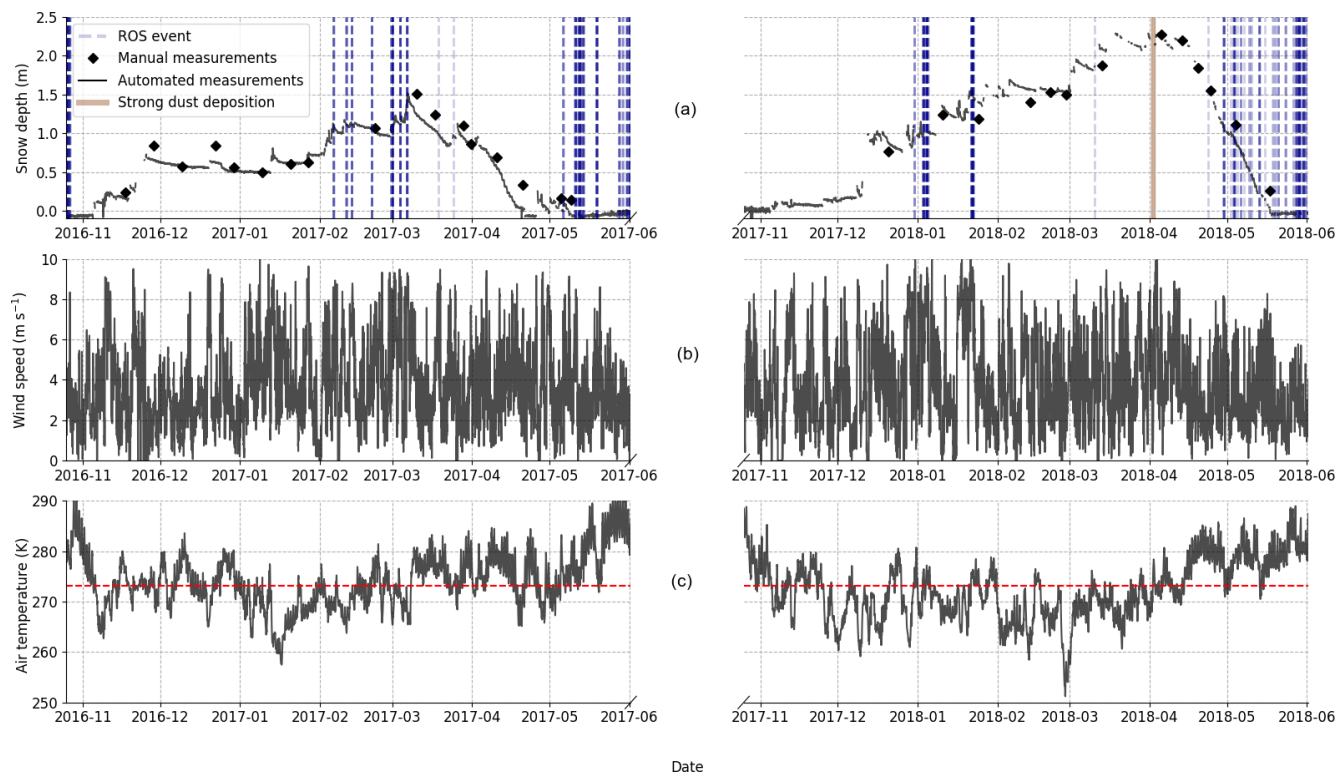 2.5
2.0
1.5
1.0
0.5
0.0
Snow depth (m)
ROS event
Manual measurements
Automated measurements
Strong dust deposition
(a)
2016-11 2016-12 2017-01 2017-02 2017-03 2017-04 2017-05 2017-06
2017-11 2017-12 2018-01 2018-02 2018-03 2018-04 2018-05 2018-06
10
8
6
4
2
0
Wind speed (m s⁻¹)
(b)
2016-11 2016-12 2017-01 2017-02 2017-03 2017-04 2017-05 2017-06
2017-11 2017-12 2018-01 2018-02 2018-03 2018-04 2018-05 2018-06
290
280
270
260
250
Air temperature (K)
(c)
2016-11 2016-12 2017-01 2017-02 2017-03 2017-04 2017-05 2017-06
2017-11 2017-12 2018-01 2018-02 2018-03 2018-04 2018-05 2018-06
Date